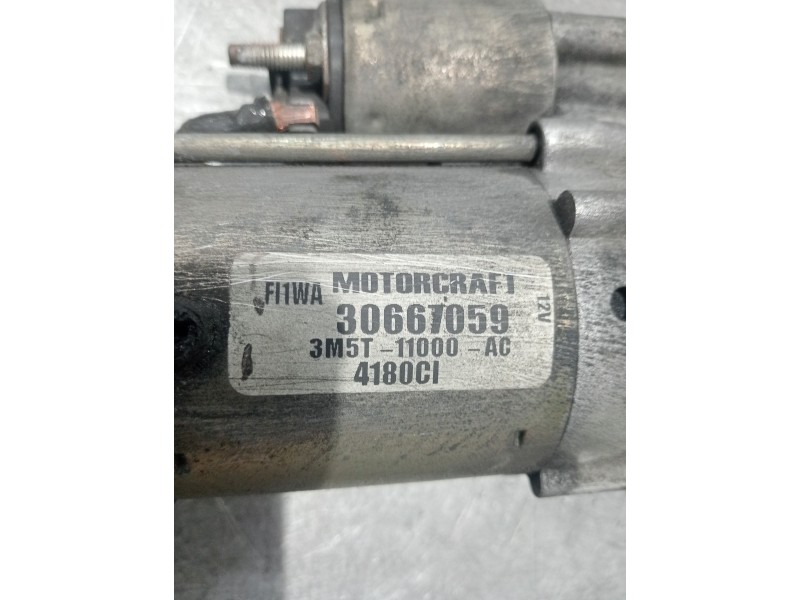 FI1WA MOTORCRAFT 12V
30667059
3M5T-11000-AC
4180CI